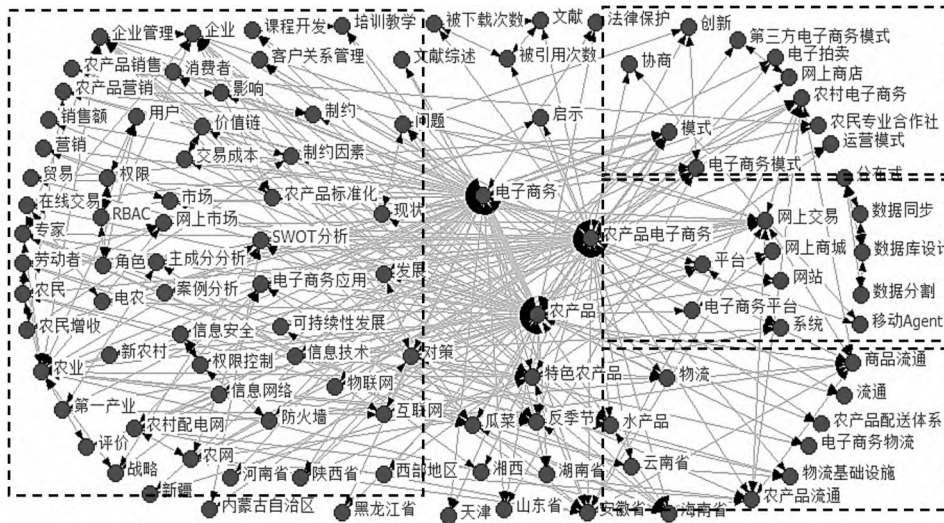 企业管理
企业
课程开发
培训教学
被下载次数
文献
法律保护
创新
第三方电子商务模式
农产品销售
消费者
客户关系管理
文献综述
被引用次数
协商
电子拍卖
网上商店
农产品营销
影响
农村电子商务
销售额
用户
价值链
制约
问题
启示
模式
农民专业合作社
营销
交易成本
制约因素
运营模式
贸易
权限
电子商务模式
分布式
在线交易
市场
农产品标准化
电子商务
专家
RBAC
网上市场
现状
网上交易
数据同步
SWOT分析
农产品电子商务
劳动者
角色
主成分分析
平台
网上商城
数据库设计
农民
电农
案例分析
电子商务应用
发展
网站
数据分割
农民增收
信息安全
可持续性发展
农产品
电子商务平台
系统
移动Agent
农业
新农村
权限控制
信息技术
对策
特色农产品
物流
商品流通
第一产业
信息网络
物联网
流通
农村配电网
防火墙
互联网
瓜菜
反季节
水产品
农产品配送体系
评价
电子商务物流
战略
农网
河南省
陕西省
西部地区
湘西
湖南省
云南省
物流基础设施
新疆
农产品流通
内蒙古自治区
黑龙江省
天津
山东省
安徽省
海南省